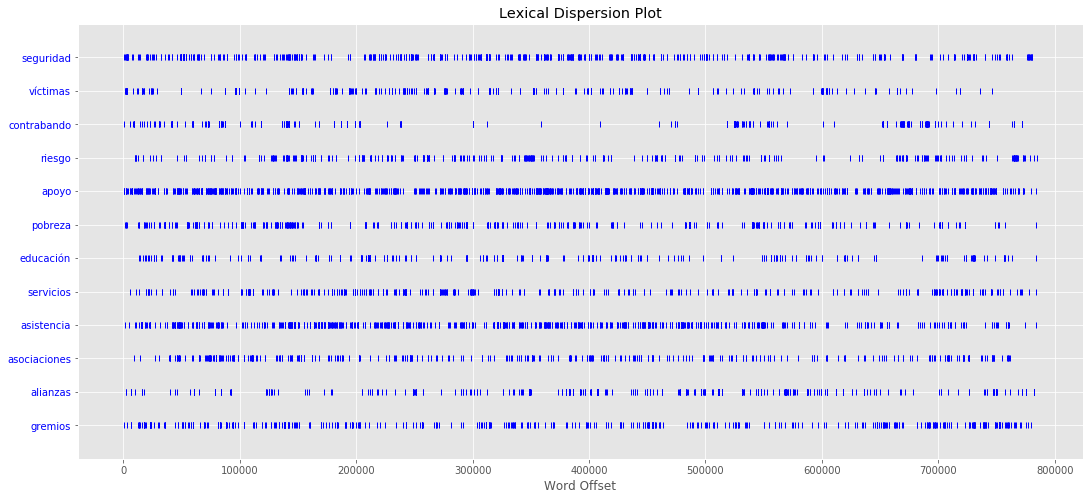 Lexical Dispersion Plot
seguridad
víctimas
contrabando
riesgo
apoyo
pobreza
educación
servicios
asistencia
asociaciones
alianzas
gremios
0 100000 200000 300000 400000 500000 600000 700000 800000
Word Offset